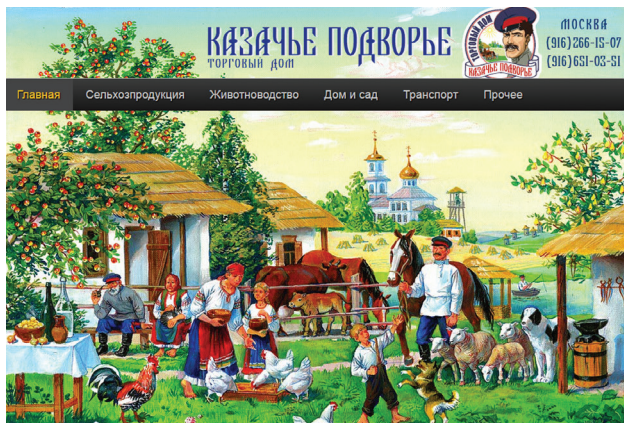 КАЗАЧЬЕ ПОДВОРЬЕ
ТОРГОВЫЙ ДОМ
ТОРГОВЫЙ ДОМ
КАЗАЧЬЕ ПОДВОРЬЕ
МОСКВА
(916)266-15-07
(916)651-03-51
Главная Сельхозпродукция Животноводство Дом и сад Транспорт Прочее